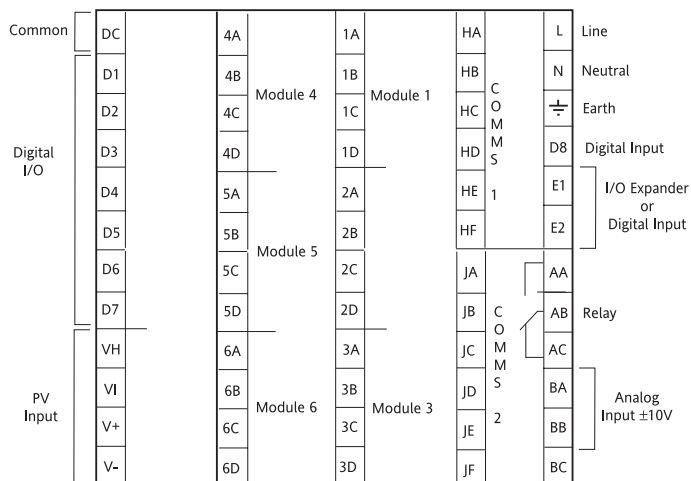 Common
DC
D1
D2
D3
D4
D5
D6
D7
VH
VI
V+
V-
Digital
I/O
PV
Input
4A
4B
4C
4D
5A
5B
5C
5D
6A
6B
6C
6D
Module 4
Module 5
Module 6
1A
1B
1C
1D
2A
2B
2C
2D
3A
3B
3C
3D
Module 1
Module 3
HA
HB
HC
HD
HE
HF
JA
JB
JC
JD
JE
JF
COMMS 1
COMMS 2
L
N
D8
E1
E2
AA
AB
AC
BA
BB
BC
Line
Neutral
Earth
Digital Input
I/O Expander
or
Digital Input
Relay
Analog
Input ±10V